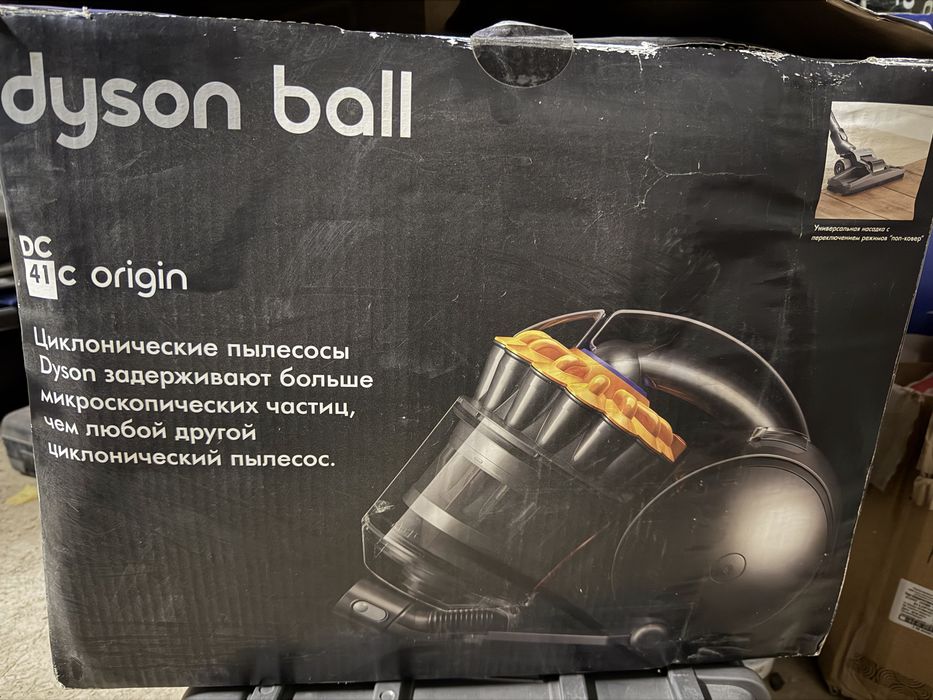 dyson ball
DC
41 c origin
Циклонические пылесосы
Dyson задерживают больше
микроскопических частиц,
чем любой другой
циклонический пылесос.
Универсальная насадка с
переключением режимов "пол-ковер"